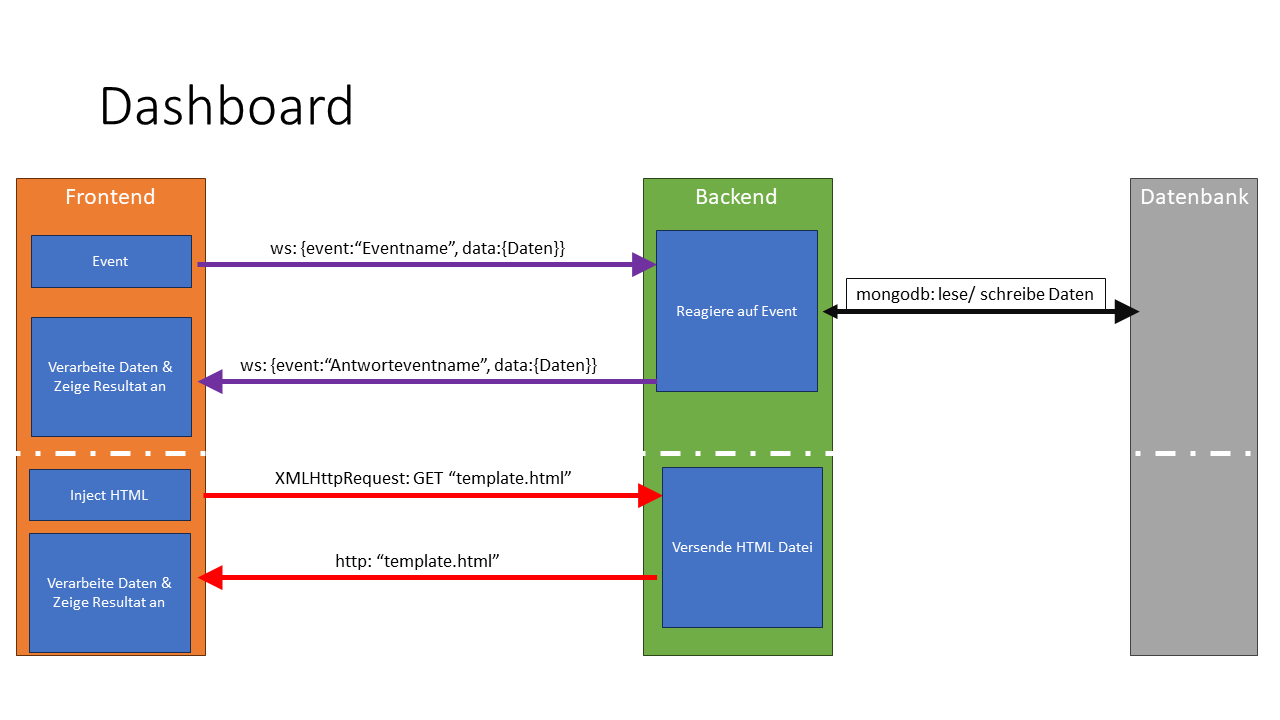 Dashboard
Frontend
Backend
Datenbank
Event
ws: {event:“Eventname”, data:{Daten}}
Reagiere auf Event
mongodb: lese/ schreibe Daten
Verarbeite Daten &
Zeige Resultat an
ws: {event:“Antworteventname”, data:{Daten}}
Inject HTML
XMLHttpRequest: GET “template.html”
Versende HTML Datei
http: “template.html”
Verarbeite Daten &
Zeige Resultat an